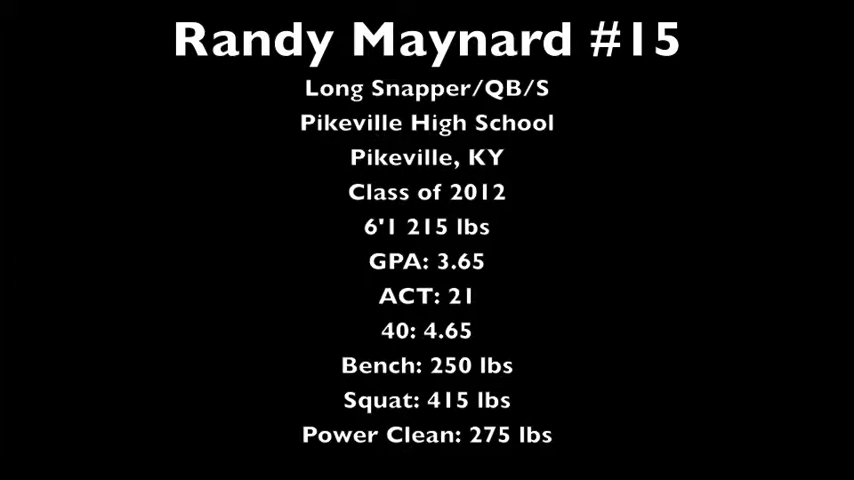 Randy Maynard #15
Long Snapper/QB/S
Pikeville High School
Pikeville, KY
Class of 2012
6'1 215 lbs
GPA: 3.65
ACT: 21
40: 4.65
Bench: 250 lbs
Squat: 415 lbs
Power Clean: 275 lbs